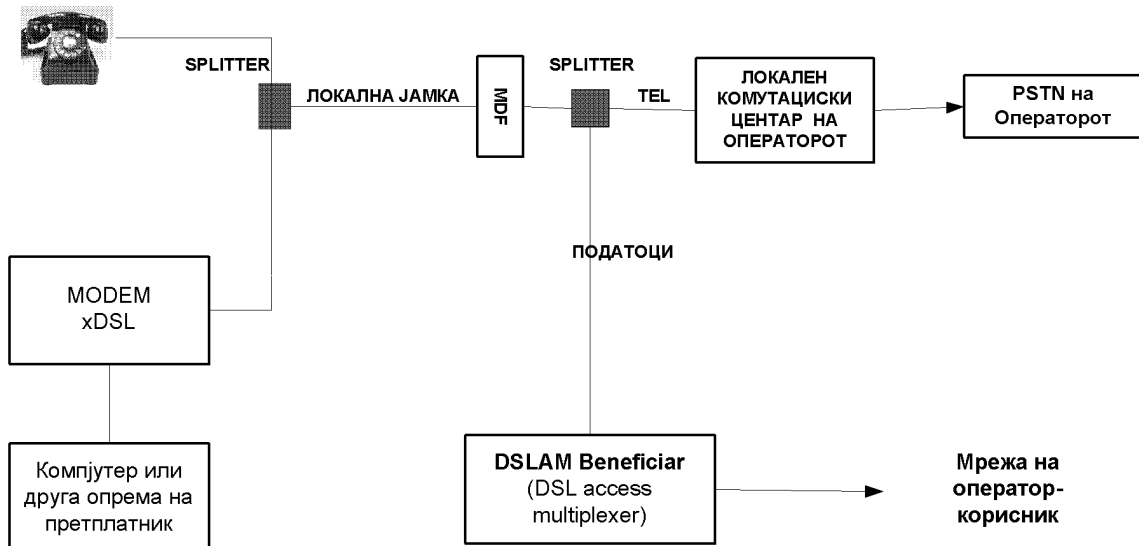 SPLITTER
ЛОКАЛНА ЈАМКА
MDF
SPLITTER
TEL
ЛОКАЛЕН
КОМУТАЦИСКИ
ЦЕНТАР НА
ОПЕРАТОРОТ
PSTN на
Операторот
ПОДАТОЦИ
MODEM
xDSL
Компјутер или
друга опрема на
претплатник
DSLAM Beneficiar
(DSL access
multiplexer)
Мрежа на
оператор-
корисник